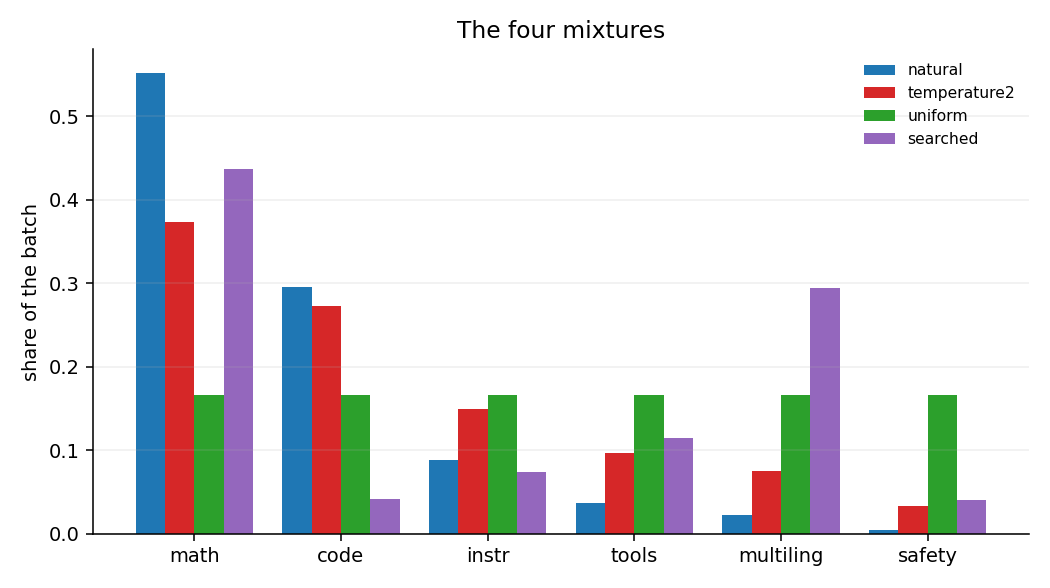 The four mixtures
natural
temperature2
uniform
searched
share of the batch
0.5
0.4
0.3
0.2
0.1
0.0
math code instr tools multiling safety